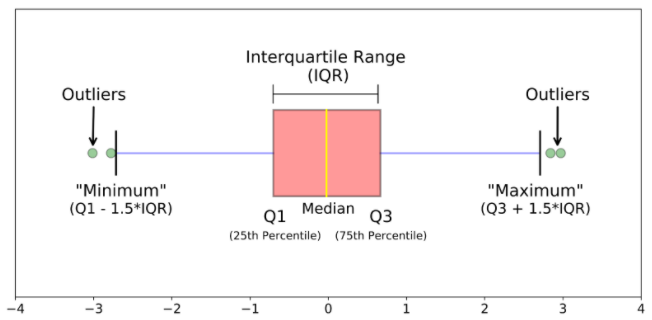 Interquartile Range
(IQR)
Outliers
Outliers
"Minimum"
(Q1 - 1.5*IQR)
"Maximum"
(Q3 + 1.5*IQR)
Q1
Median
Q3
(25th Percentile)
(75th Percentile)
−4 −3 −2 −1 0 1 2 3 4